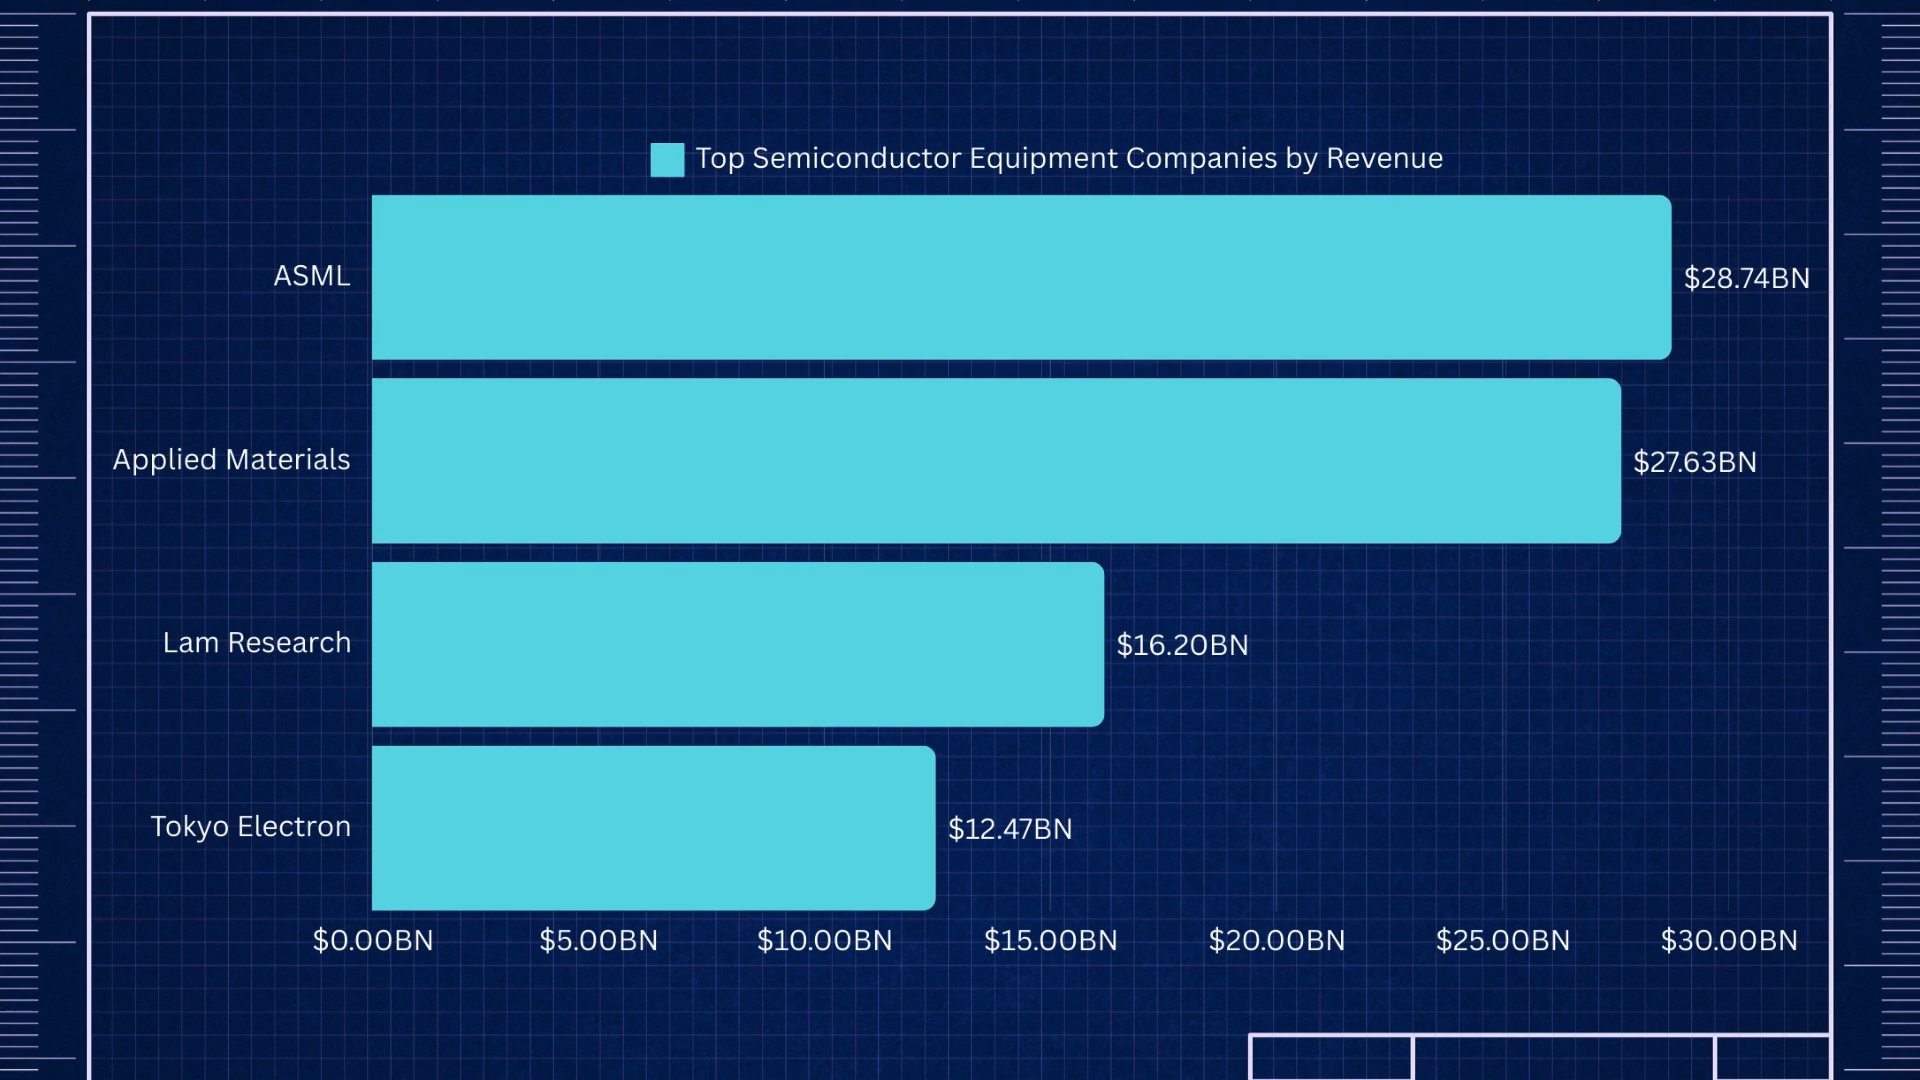 Top Semiconductor Equipment Companies by Revenue
ASML
$28.74BN
Applied Materials
$27.63BN
Lam Research
$16.20BN
Tokyo Electron
$12.47BN
$0.00BN
$5.00BN
$10.00BN
$15.00BN
$20.00BN
$25.00BN
$30.00BN